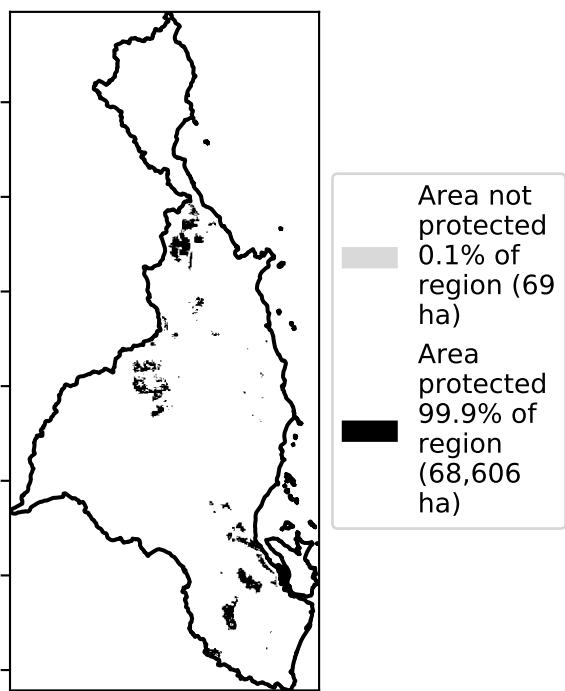 Area not
protected
0.1% of
region (69
ha)
Area
protected
99.9% of
region
(68,606
ha)